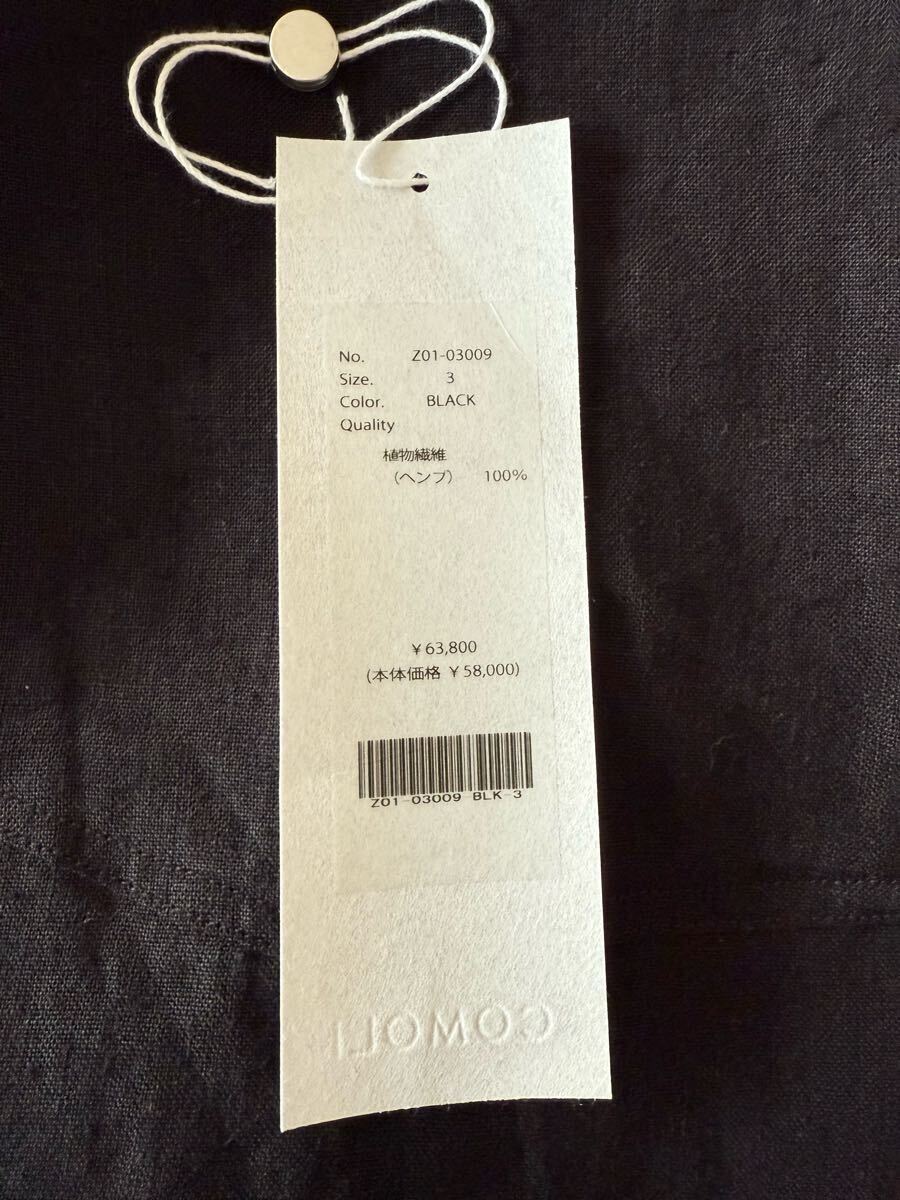 No. Z01-03009
Size. 3
Color. BLACK
Quality
植物繊維
(ヘンプ) 100%
¥63,800
(本体価格 ¥58,000)
Z01-03009 BLK-3
COMOLI